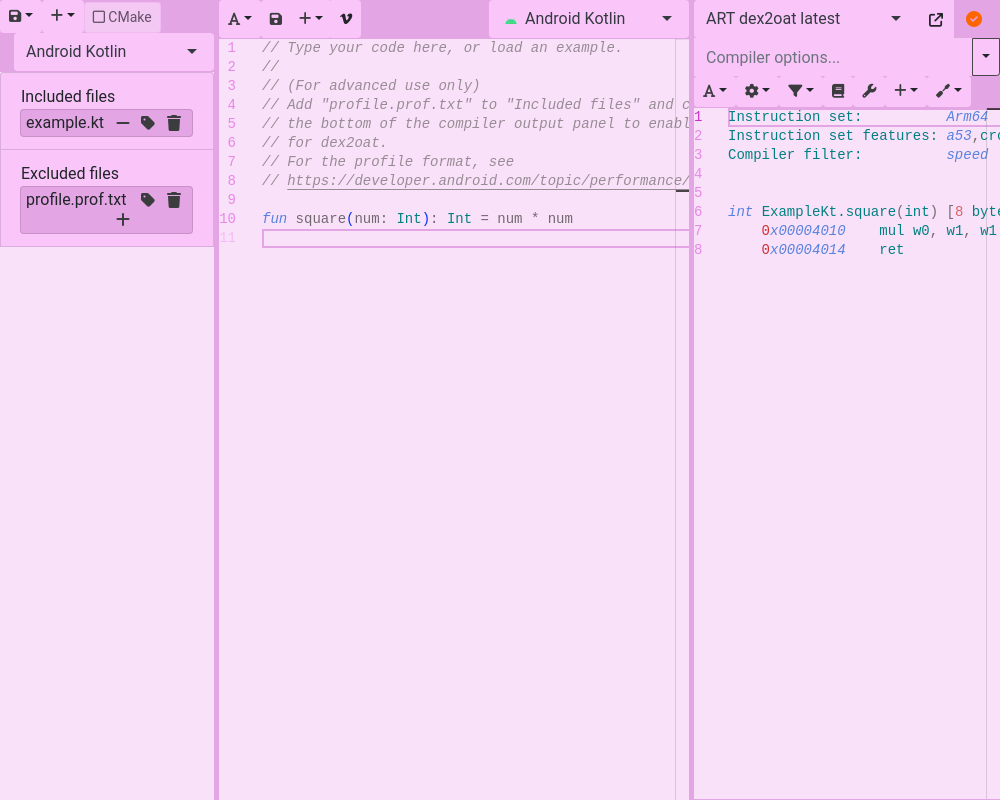 CMake
Android Kotlin
Included files
example.kt
Excluded files
profile.prof.txt
A
Android Kotlin
1 // Type your code here, or load an example.
2 //
3 // (For advanced use only)
4 // Add "profile.prof.txt" to "Included files" and c
5 // the bottom of the compiler output panel to enabl
6 // for dex2oat.
7 // For the profile format, see
8 // https://developer.android.com/topic/performance/
9
10 fun square(num: Int): Int = num * num
11
ART dex2oat latest
Compiler options...
A
1 Instruction set: Arm64
2 Instruction set features: a53,crc
3 Compiler filter: speed
4
5
6 int ExampleKt.square(int) [8 byte
7 0x00004010 mul w0, w1, w1
8 0x00004014 ret